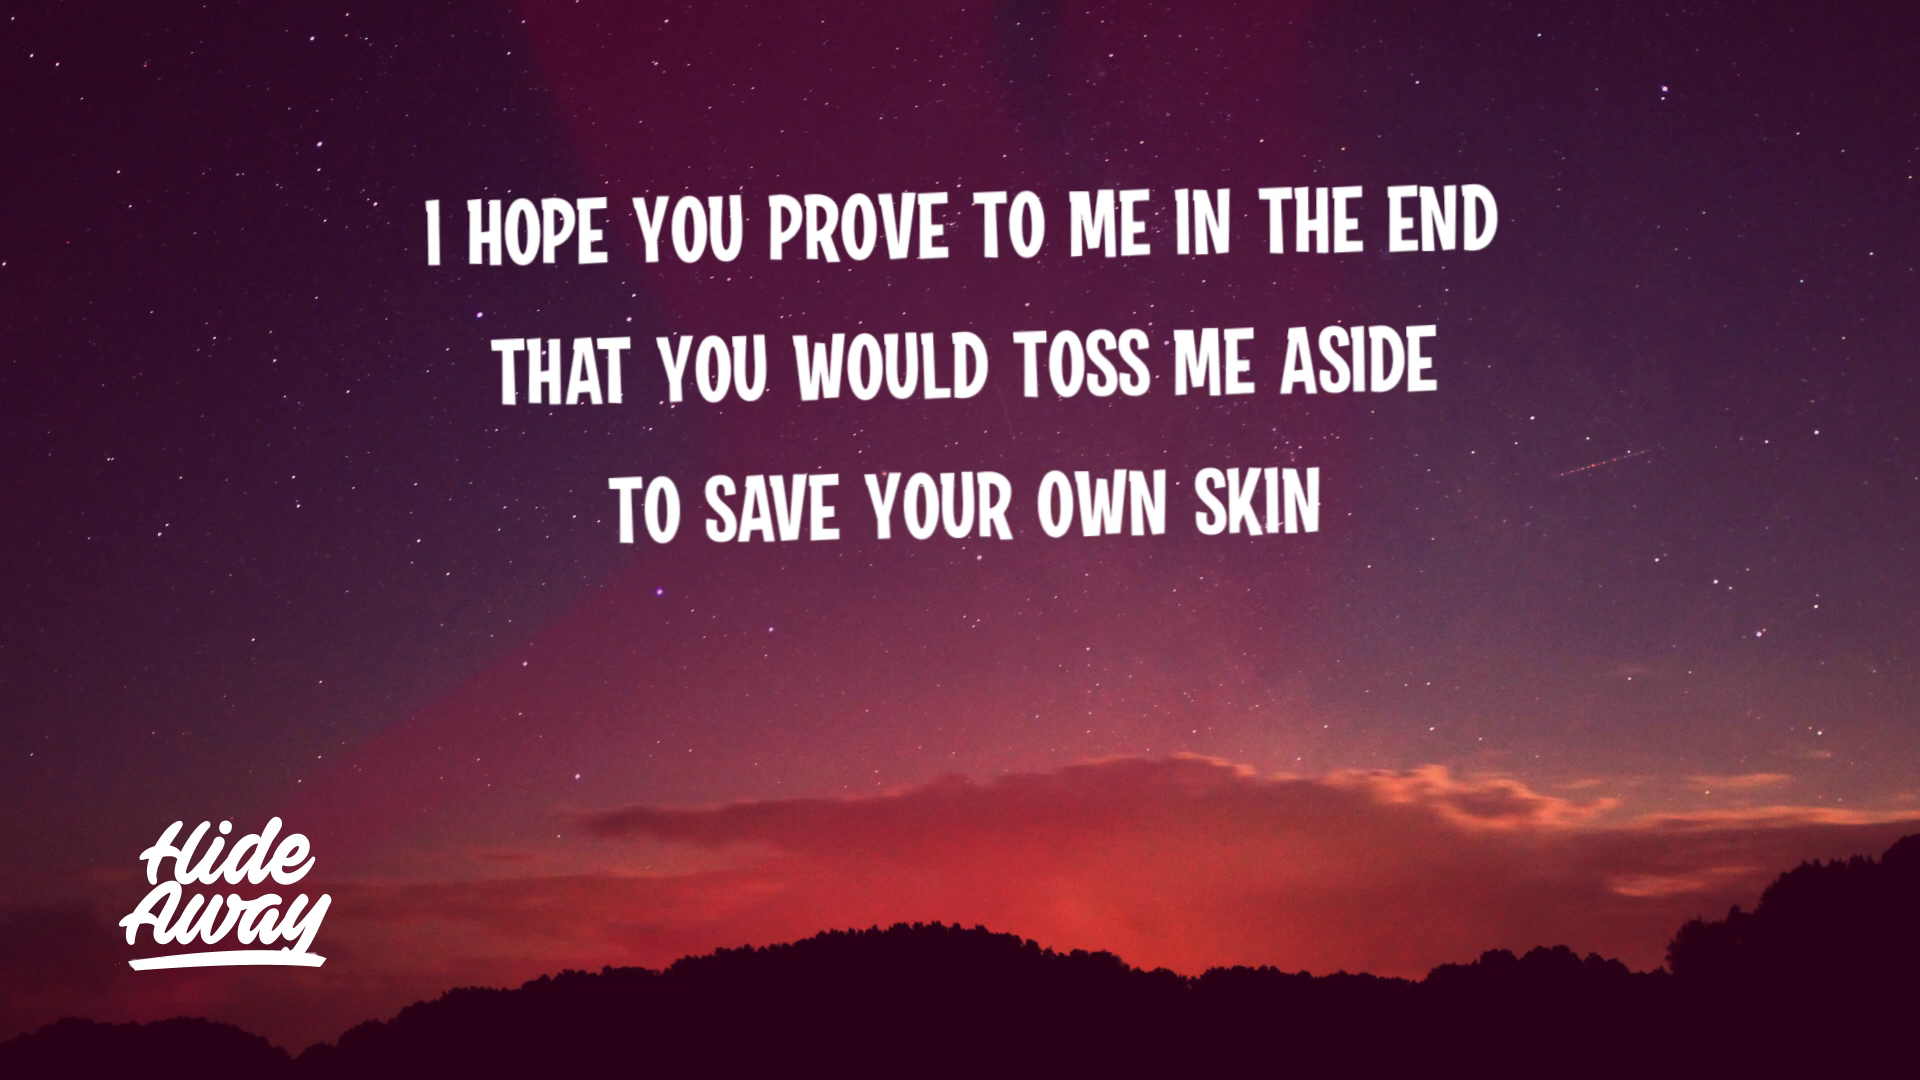 I HOPE YOU PROVE TO ME IN THE END
THAT YOU WOULD TOSS ME ASIDE
TO SAVE YOUR OWN SKIN
Hide
Away